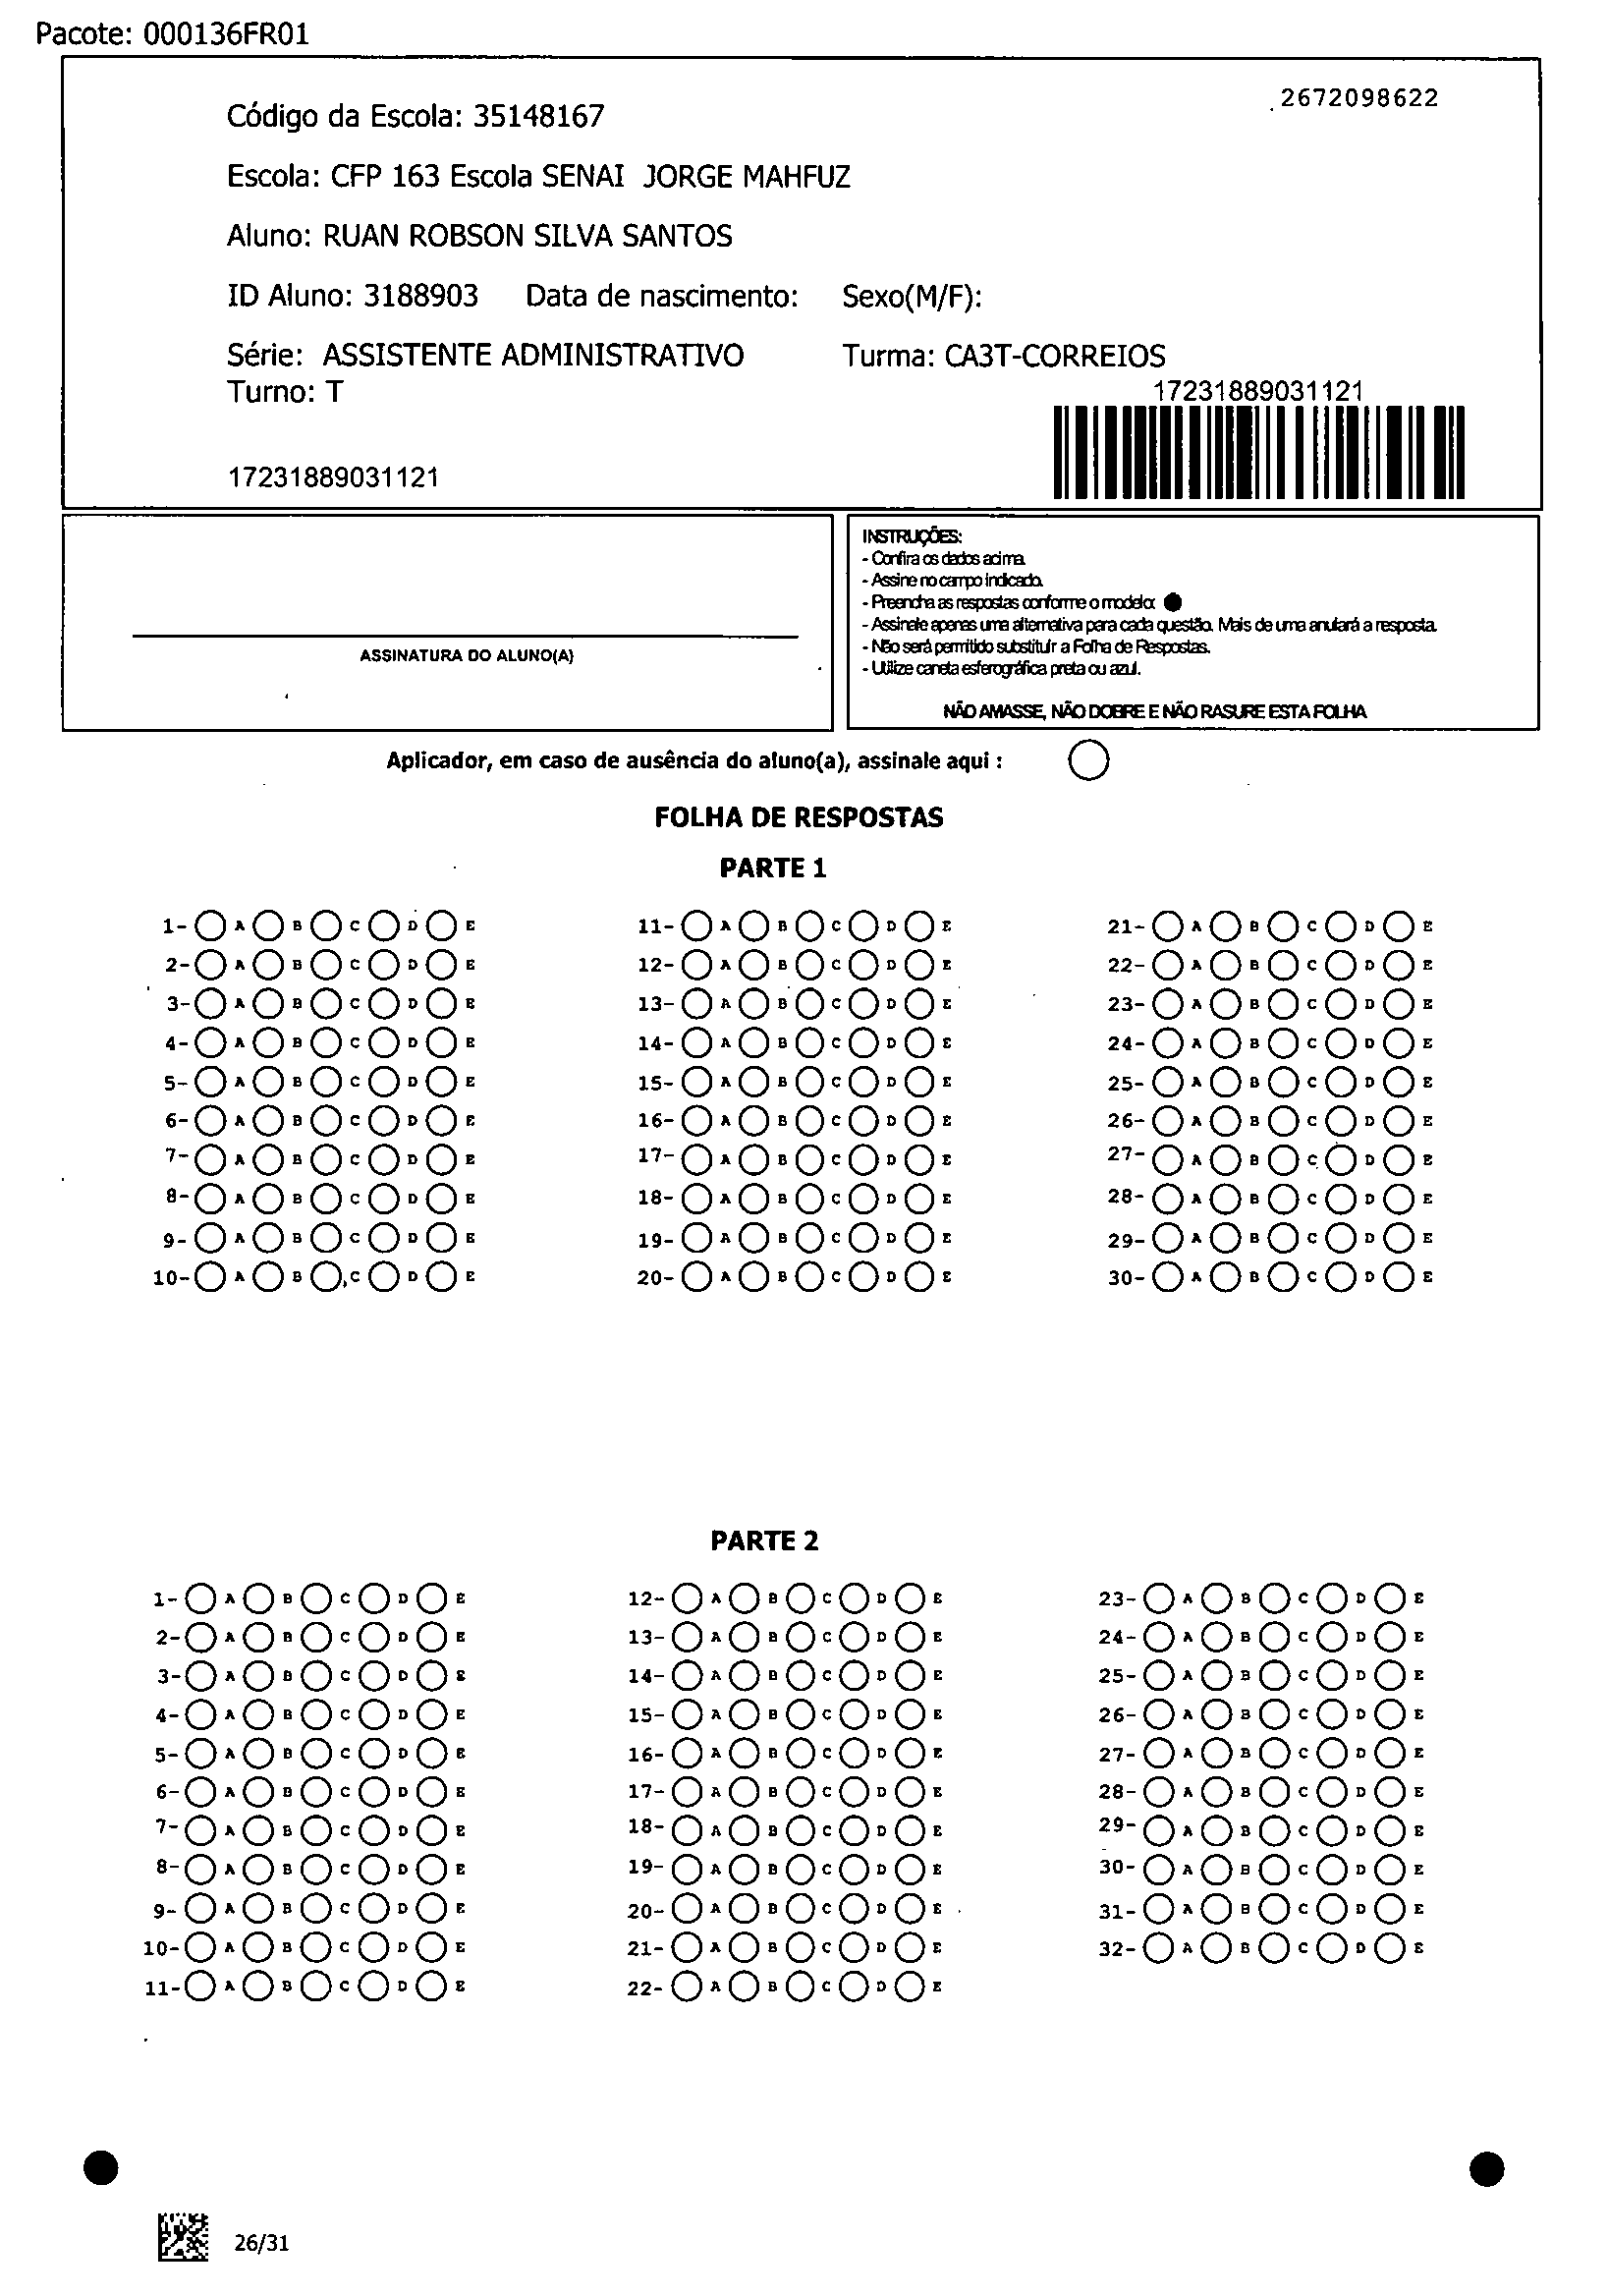 Pacote: 000136FR01
2672098622
Código da Escola: 35148167
Escola: CFP 163 Escola SENAI JORGE MAHFUZ
Aluno: RUAN ROBSON SILVA SANTOS
ID Aluno: 3188903 Data de nascimento: Sexo(M/F):
Série: ASSISTENTE ADMINISTRATIVO Turma: CA3T-CORREIOS
Turno: T 17231889031121
17231889031121
ASSINATURA DO ALUNO(A)
INSTRUÇÕES:
- Confira os dados acima.
- Assine no campo indicado.
- Preencha as respostas conforme o modelo:
- Assinale apenas uma alternativa para cada questão. Mais de uma anulará a resposta.
- Não será permitido substituir a Folha de Respostas.
- Utilize caneta esferográfica preta ou azul.
NÃO AMASSE, NÃO DOBRE E NÃO RASURE ESTA FOLHA
Aplicador, em caso de ausência do aluno(a), assinale aqui :
FOLHA DE RESPOSTAS
PARTE 1
1- A B C D E 11- A B C D E 21- A B C D E
2- A B C D E 12- A B C D E 22- A B C D E
3- A B C D E 13- A B C D E 23- A B C D E
4- A B C D E 14- A B C D E 24- A B C D E
5- A B C D E 15- A B C D E 25- A B C D E
6- A B C D E 16- A B C D E 26- A B C D E
7- A B C D E 17- A B C D E 27- A B C D E
8- A B C D E 18- A B C D E 28- A B C D E
9- A B C D E 19- A B C D E 29- A B C D E
10- A B C D E 20- A B C D E 30- A B C D E
PARTE 2
1- A B C D E 12- A B C D E 23- A B C D E
2- A B C D E 13- A B C D E 24- A B C D E
3- A B C D E 14- A B C D E 25- A B C D E
4- A B C D E 15- A B C D E 26- A B C D E
5- A B C D E 16- A B C D E 27- A B C D E
6- A B C D E 17- A B C D E 28- A B C D E
7- A B C D E 18- A B C D E 29- A B C D E
8- A B C D E 19- A B C D E 30- A B C D E
9- A B C D E 20- A B C D E 31- A B C D E
10- A B C D E 21- A B C D E 32- A B C D E
11- A B C D E 22- A B C D E
26/31